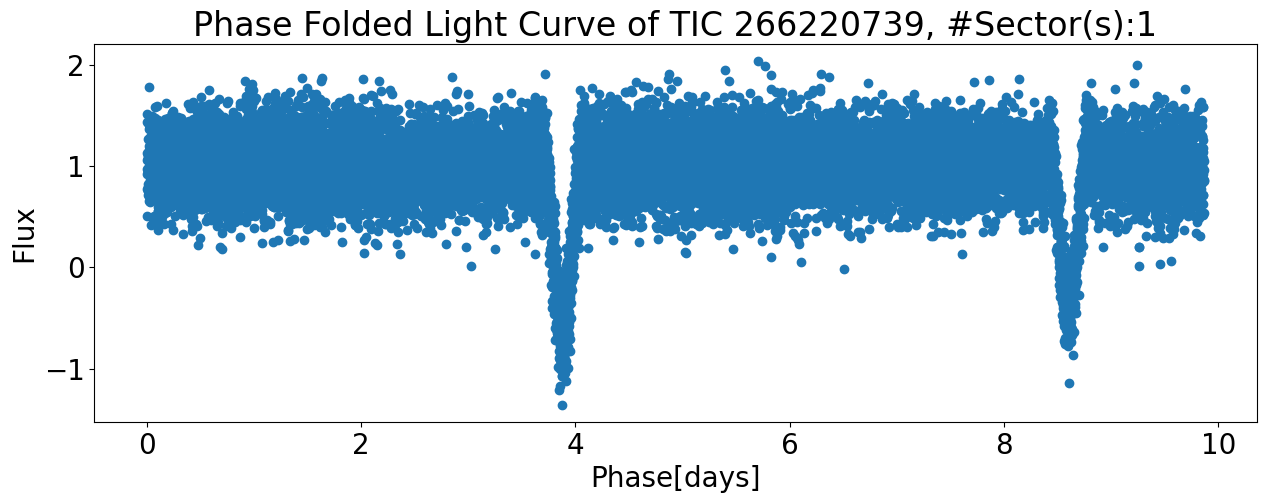 Phase Folded Light Curve of TIC 266220739, #Sector(s):1
2
1
0
−1
Flux
0 2 4 6 8 10
Phase[days]